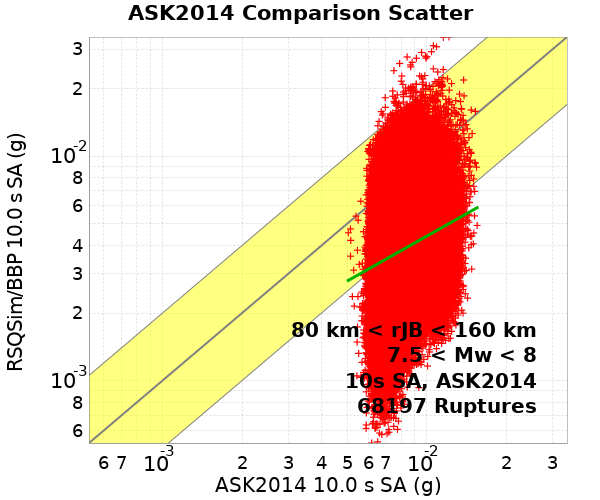 ASK2014 Comparison Scatter
RSQSim/BBP 10.0 s SA (g)
3
2
10-2
8
6
4
3
2
10-3
8
6
80 km < rJB < 160 km
7.5 < Mw < 8
10s SA, ASK2014
68197 Ruptures
6 7 10-3 2 3 4 5 6 7 10-2 2 3
ASK2014 10.0 s SA (g)